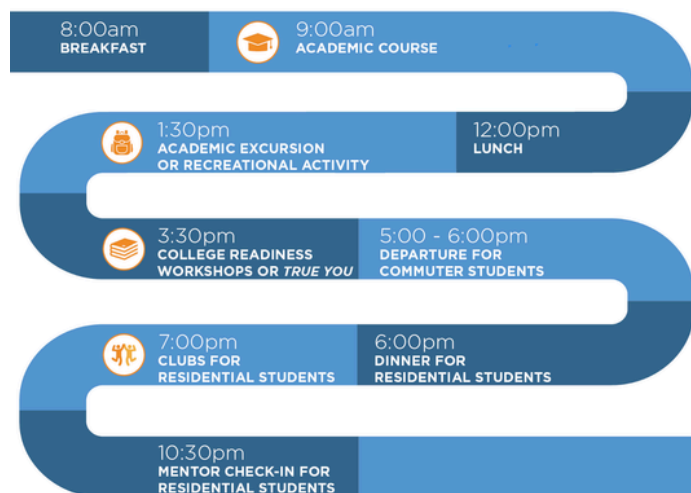 8:00am
BREAKFAST
9:00am
ACADEMIC COURSE
12:00pm
LUNCH
1:30pm
ACADEMIC EXCURSION
OR RECREATIONAL ACTIVITY
3:30pm
COLLEGE READINESS
WORKSHOPS OR TRUE YOU
5:00 - 6:00pm
DEPARTURE FOR
COMMUTER STUDENTS
6:00pm
DINNER FOR
RESIDENTIAL STUDENTS
7:00pm
CLUBS FOR
RESIDENTIAL STUDENTS
10:30pm
MENTOR CHECK-IN FOR
RESIDENTIAL STUDENTS